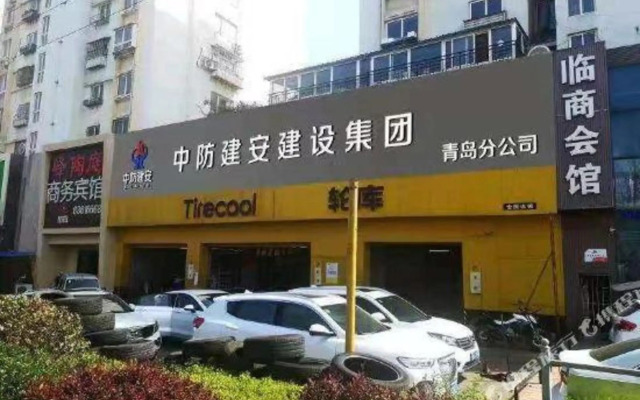 商务宾馆
中防建安
中防建安建设集团
青岛分公司
Tirecool
轮库
临商会馆